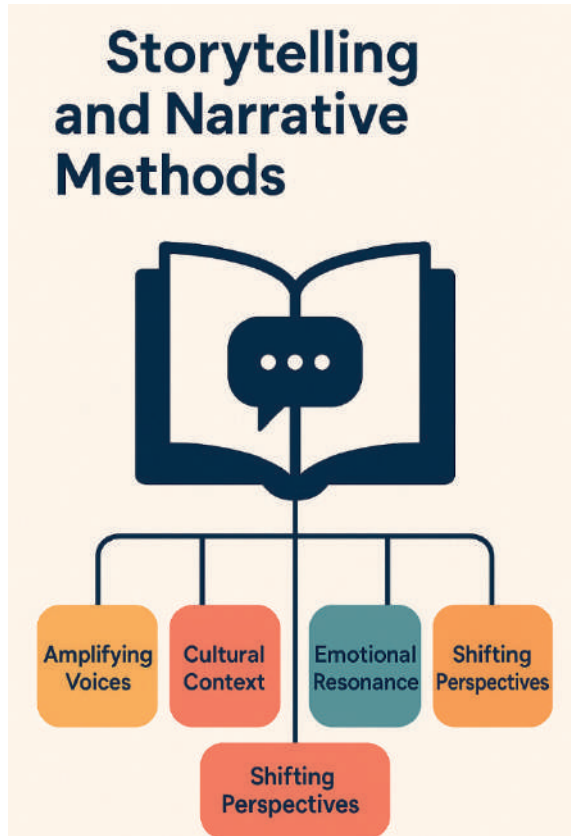 Storytelling
and Narrative
Methods
Amplifying
Voices
Cultural
Context
Emotional
Resonance
Shifting
Perspectives
Shifting
Perspectives